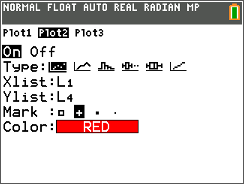 NORMAL FLOAT AUTO REAL RADIAN MP
Plot1 Plot2 Plot3
On Off
Type:
Xlist:L1
Ylist:L4
Mark :
Color: RED